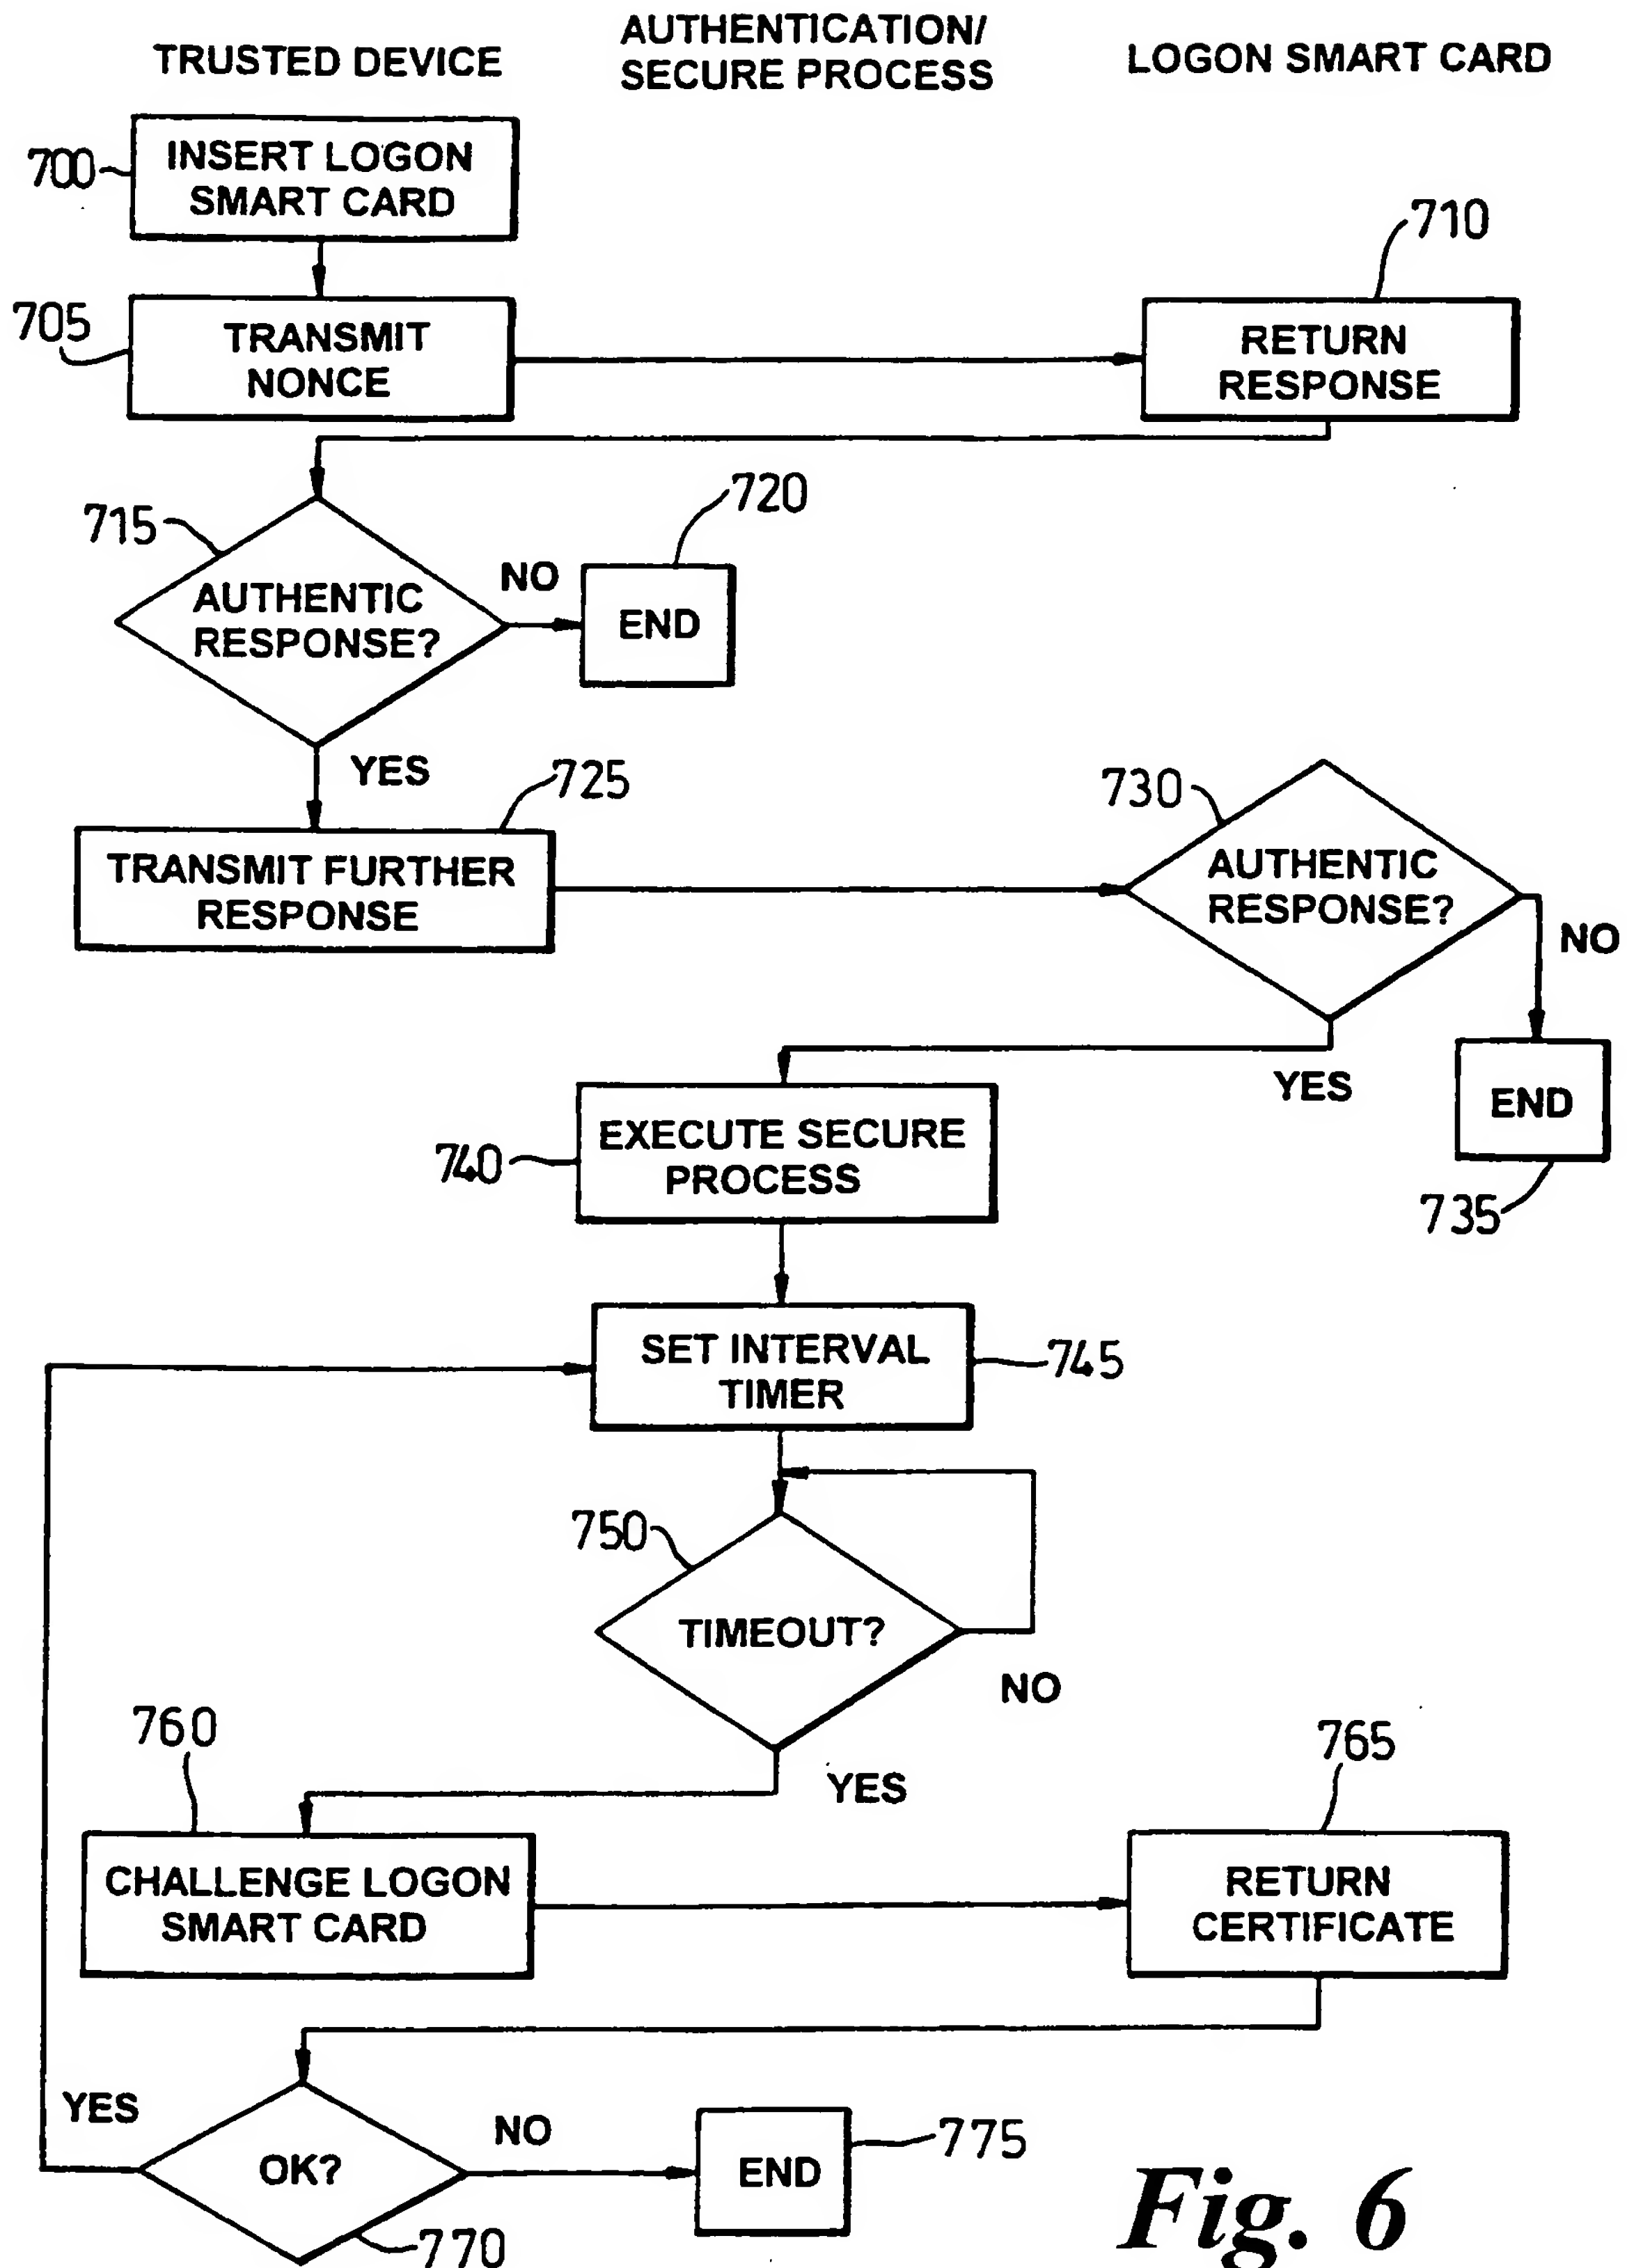 TRUSTED DEVICE
AUTHENTICATION/
SECURE PROCESS
LOGON SMART CARD
700
INSERT LOGON
SMART CARD
710
705
TRANSMIT
NONCE
RETURN
RESPONSE
715
720
AUTHENTIC
RESPONSE?
NO
END
YES
725
730
TRANSMIT FURTHER
RESPONSE
AUTHENTIC
RESPONSE?
NO
YES
END
735
740
EXECUTE SECURE
PROCESS
SET INTERVAL
TIMER
745
750
TIMEOUT?
NO
YES
760
765
CHALLENGE LOGON
SMART CARD
RETURN
CERTIFICATE
YES
OK?
NO
END
775
770
Fig. 6